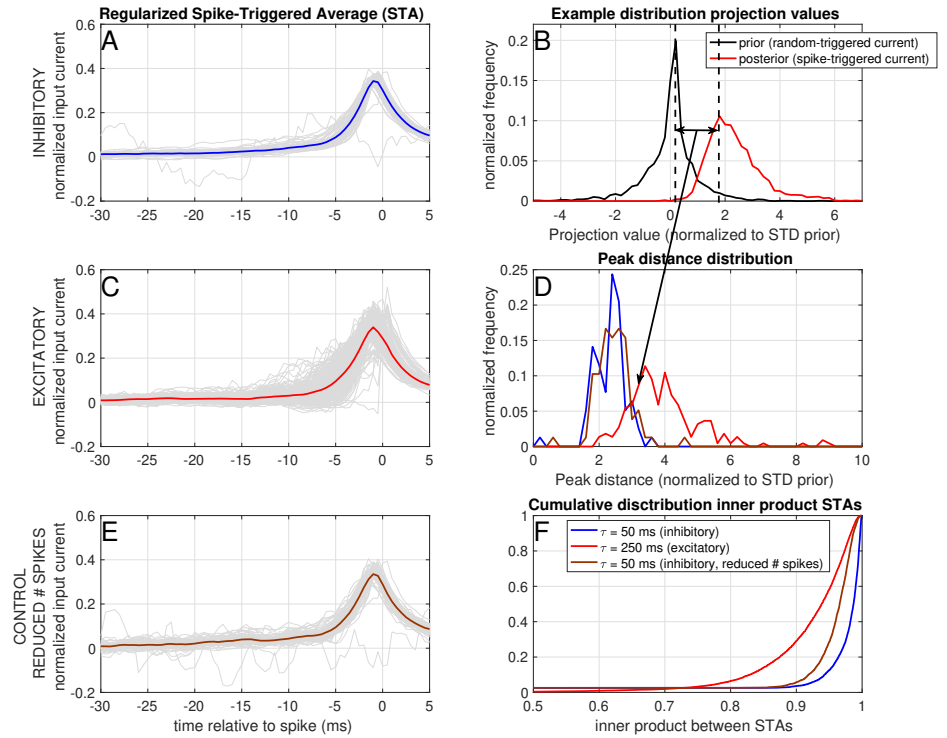 Regularized Spike-Triggered Average (STA)
A
INHIBITORY
normalized input current
0.6
0.4
0.2
0
-0.2
-30 -25 -20 -15 -10 -5 0 5
Example distribution projection values
B
prior (random-triggered current)
posterior (spike-triggered current)
normalized frequency
0.2
0.15
0.1
0.05
0
-4 -2 0 2 4 6
Projection value (normalized to STD prior)
C
EXCITATORY
normalized input current
0.6
0.4
0.2
0
-0.2
-30 -25 -20 -15 -10 -5 0 5
Peak distance distribution
D
normalized frequency
0.25
0.2
0.15
0.1
0.05
0
0 2 4 6 8 10
Peak distance (normalized to STD prior)
E
CONTROL
REDUCED # SPIKES
normalized input current
0.6
0.4
0.2
0
-0.2
-30 -25 -20 -15 -10 -5 0 5
time relative to spike (ms)
Cumulative disctribution inner product STAs
F
τ = 50 ms (inhibitory)
τ = 250 ms (excitatory)
τ = 50 ms (inhibitory, reduced # spikes)
1
0.8
0.6
0.4
0.2
0
0.5 0.6 0.7 0.8 0.9 1
inner product between STAs